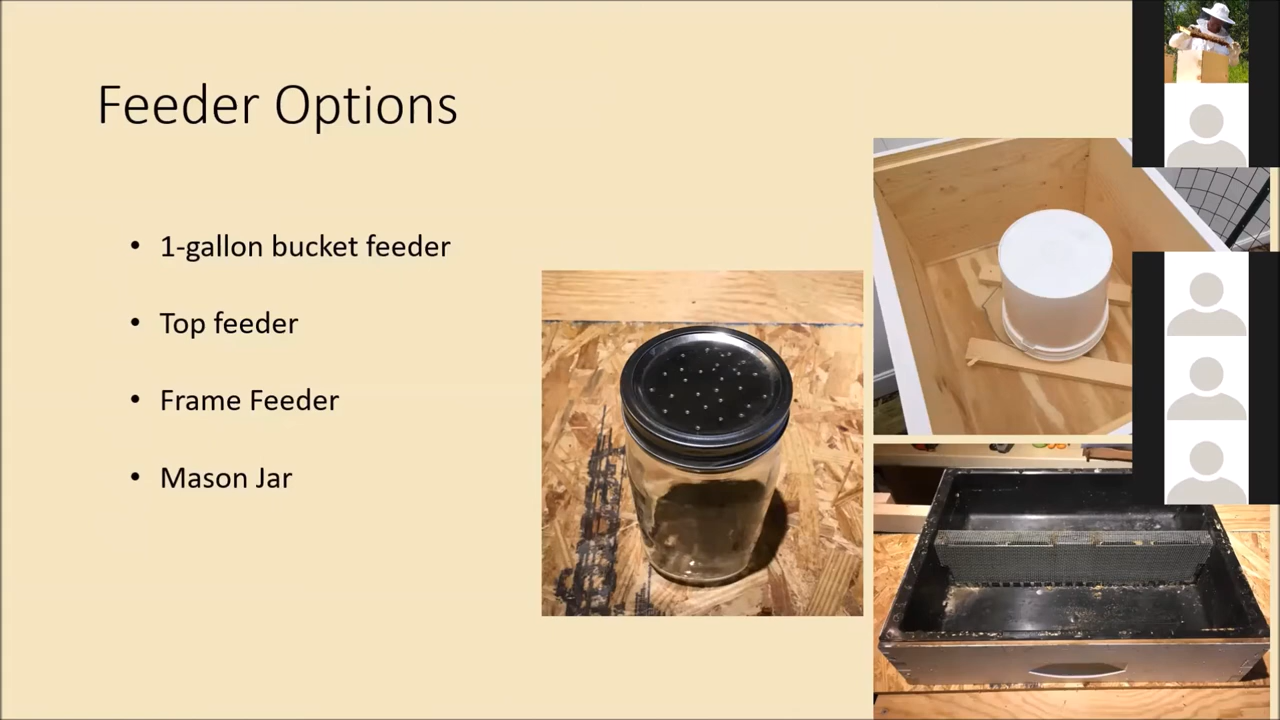 Feeder Options
• 1-gallon bucket feeder
• Top feeder
• Frame Feeder
• Mason Jar